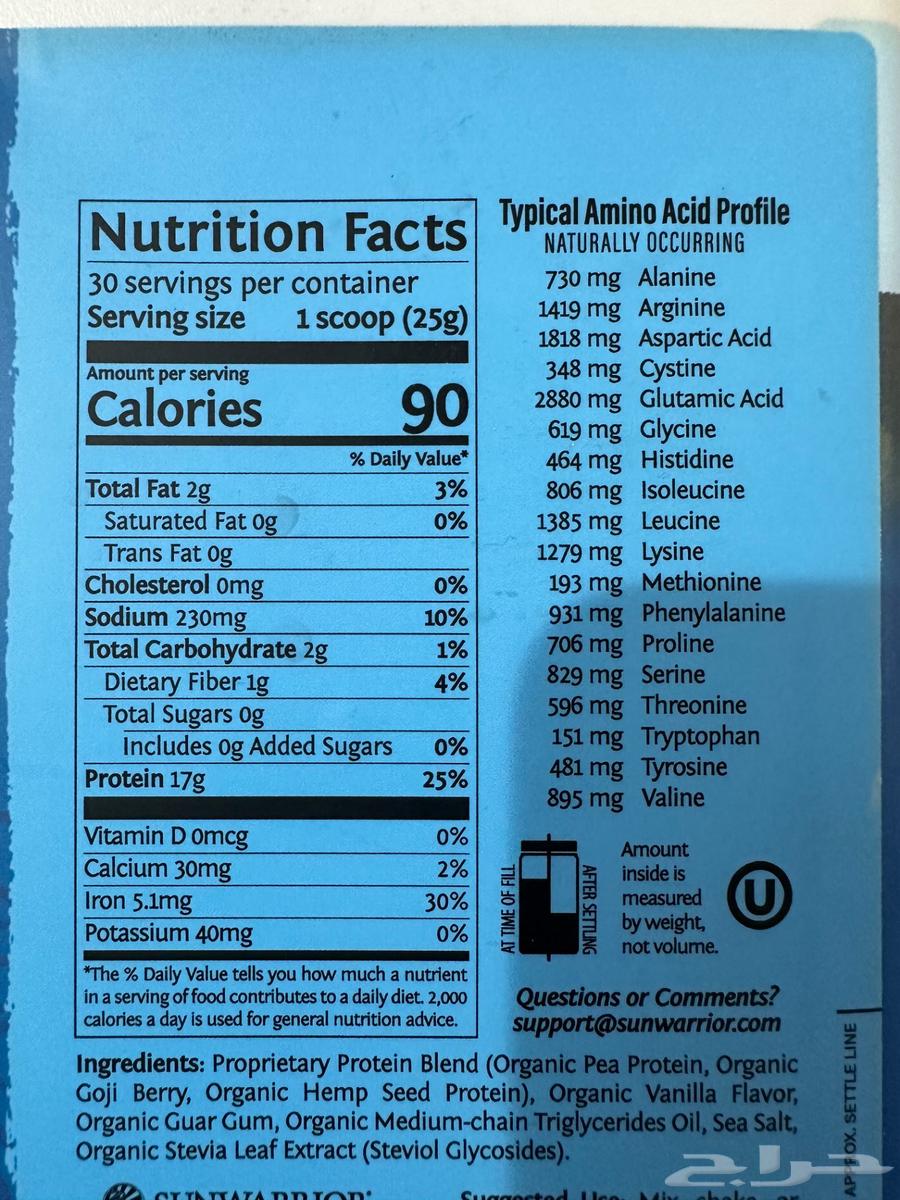 Nutrition Facts
30 servings per container
Serving size 1 scoop (25g)
Amount per serving
Calories 90
% Daily Value*
Total Fat 2g 3%
Saturated Fat 0g 0%
Trans Fat 0g
Cholesterol 0mg 0%
Sodium 230mg 10%
Total Carbohydrate 2g 1%
Dietary Fiber 1g 4%
Total Sugars 0g
Includes 0g Added Sugars 0%
Protein 17g 25%
Vitamin D 0mcg 0%
Calcium 30mg 2%
Iron 5.1mg 30%
Potassium 40mg 0%
*The % Daily Value tells you how much a nutrient
in a serving of food contributes to a daily diet. 2,000
calories a day is used for general nutrition advice.
Typical Amino Acid Profile
NATURALLY OCCURRING
730 mg Alanine
1419 mg Arginine
1818 mg Aspartic Acid
348 mg Cystine
2880 mg Glutamic Acid
619 mg Glycine
464 mg Histidine
806 mg Isoleucine
1385 mg Leucine
1279 mg Lysine
193 mg Methionine
931 mg Phenylalanine
706 mg Proline
829 mg Serine
596 mg Threonine
151 mg Tryptophan
481 mg Tyrosine
895 mg Valine
AT TIME OF FILL
AFTER SETTLING
Amount
inside is
measured
by weight,
not volume.
U
Questions or Comments?
support@sunwarrior.com
Ingredients: Proprietary Protein Blend (Organic Pea Protein, Organic
Goji Berry, Organic Hemp Seed Protein), Organic Vanilla Flavor,
Organic Guar Gum, Organic Medium-chain Triglycerides Oil, Sea Salt,
Organic Stevia Leaf Extract (Steviol Glycosides).
APPROX. SETTLE LINE
حراج
SUNWARRIOR
Suggested Use: Mix, shake, or